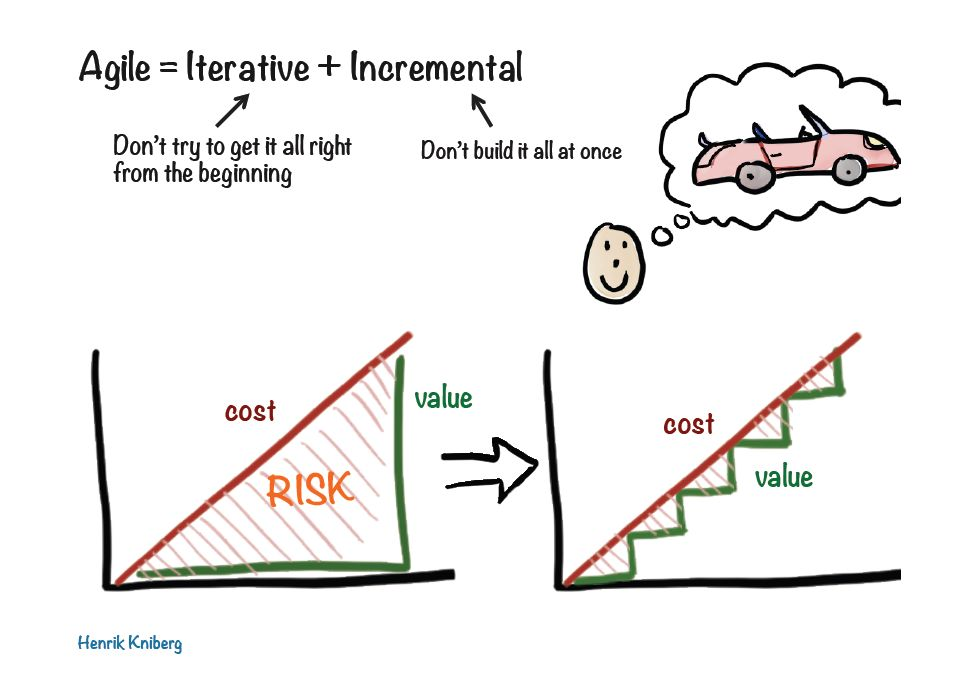 Agile = Iterative + Incremental
Don't try to get it all right
from the beginning
Don't build it all at once
cost
value
RISK
cost
value
Henrik Kniberg